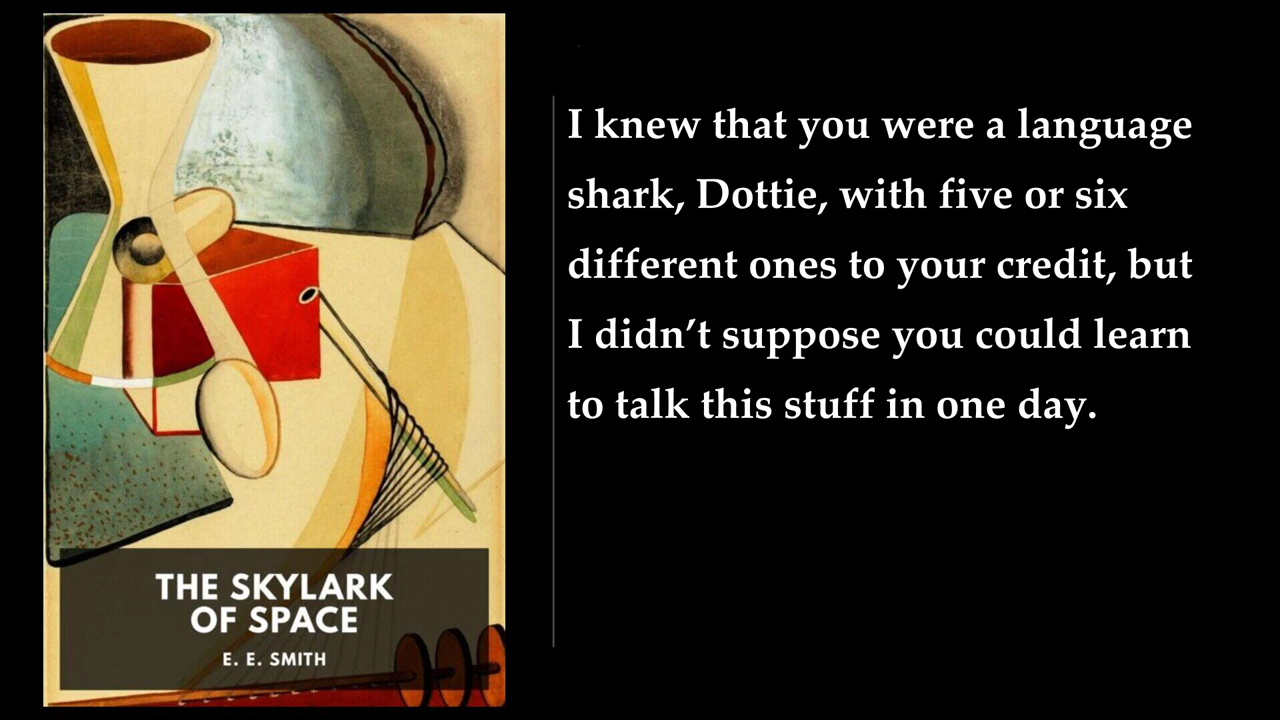 THE SKYLARK
OF SPACE
E. E. SMITH
I knew that you were a language
shark, Dottie, with five or six
different ones to your credit, but
I didn’t suppose you could learn
to talk this stuff in one day.